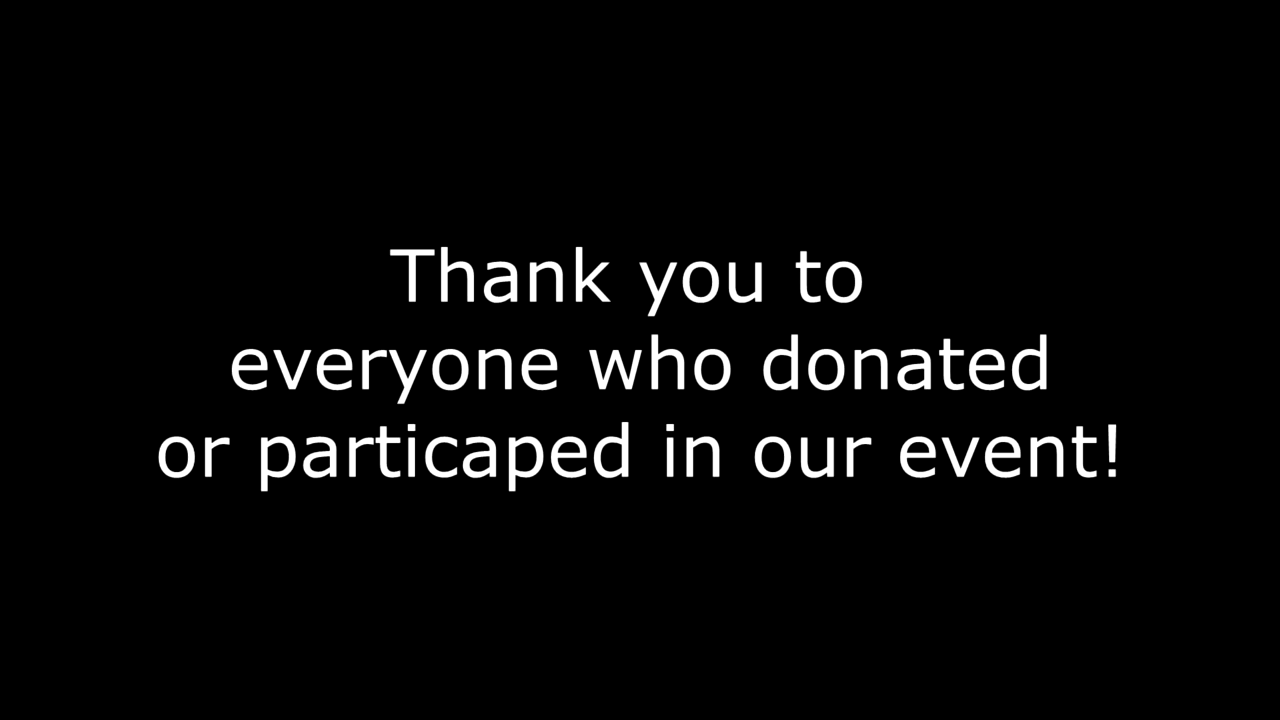 Thank you to
everyone who donated
or particaped in our event!